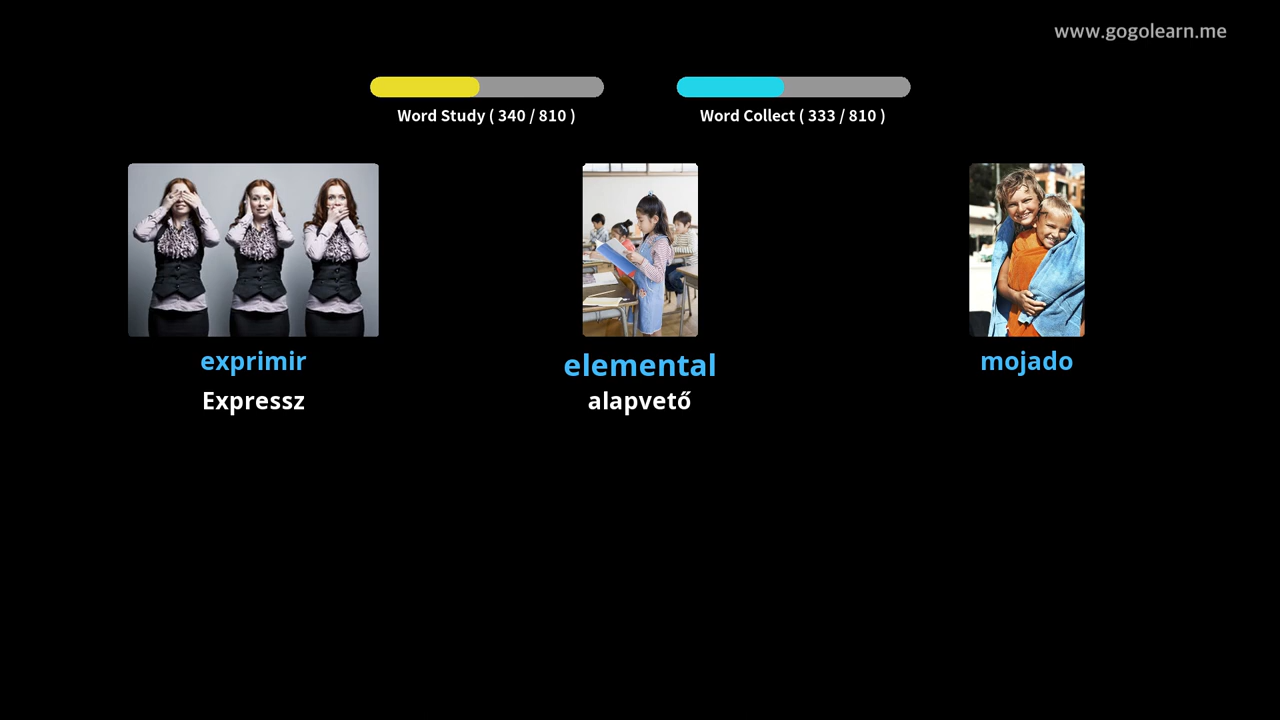 www.gogolearn.me
Word Study ( 340 / 810 )
Word Collect ( 333 / 810 )
exprimir
Expressz
elemental
alapvető
mojado